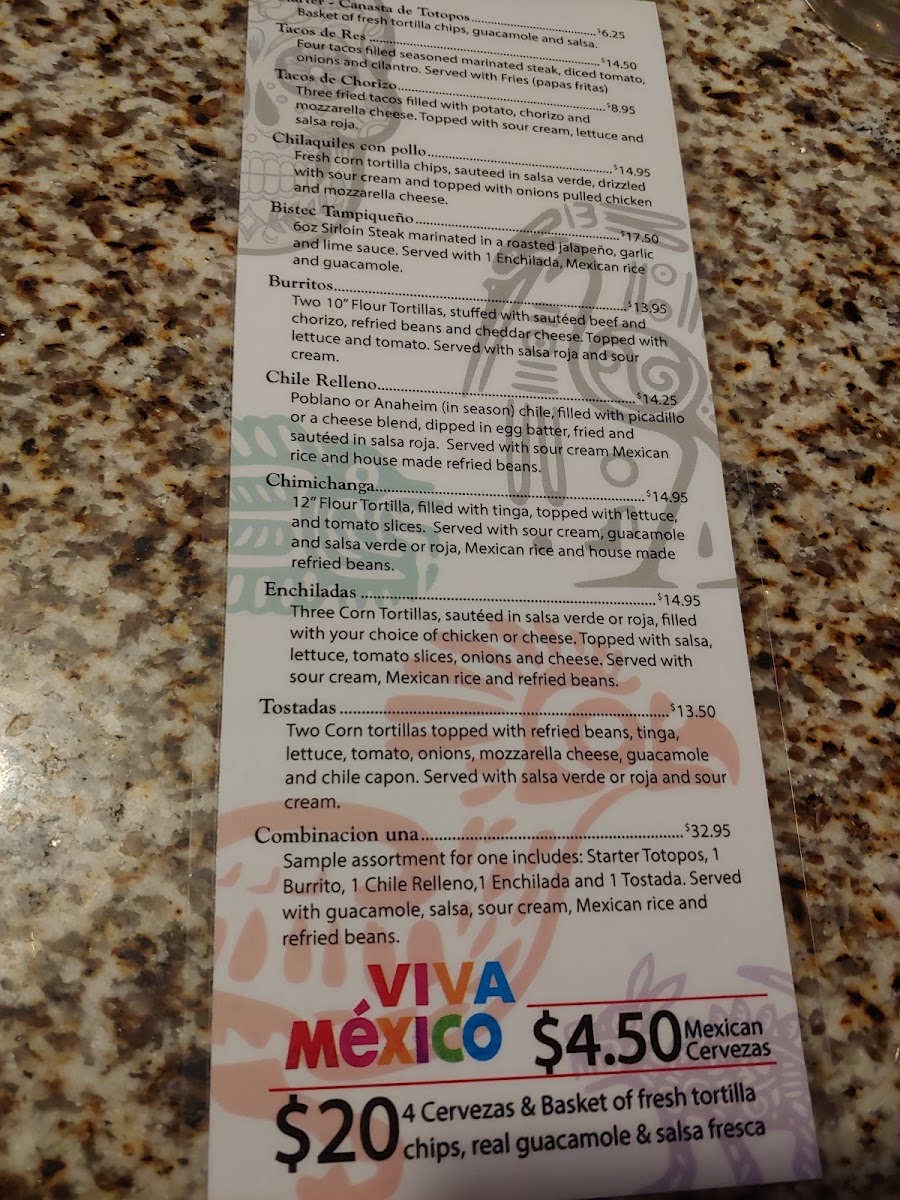 Starter - Canasta de Totopos $6.25
Basket of fresh tortilla chips, guacamole and salsa.
Tacos de Res $14.50
Four tacos filled seasoned marinated steak, diced tomato,
onions and cilantro. Served with Fries (papas fritas)
Tacos de Chorizo $8.95
Three fried tacos filled with potato, chorizo and
mozzarella cheese. Topped with sour cream, lettuce and
salsa roja.
Chilaquiles con pollo $14.95
Fresh corn tortilla chips, sauteed in salsa verde, drizzled
with sour cream and topped with onions pulled chicken
and mozzarella cheese.
Bistec Tampiqueño $17.50
6oz Sirloin Steak marinated in a roasted jalapeño, garlic
and lime sauce. Served with 1 Enchilada, Mexican rice
and guacamole.
Burritos $13.95
Two 10" Flour Tortillas, stuffed with sautéed beef and
chorizo, refried beans and cheddar cheese. Topped with
lettuce and tomato. Served with salsa roja and sour
cream.
Chile Relleno $14.25
Poblano or Anaheim (in season) chile, filled with picadillo
or a cheese blend, dipped in egg batter, fried and
sautéed in salsa roja. Served with sour cream Mexican
rice and house made refried beans.
Chimichanga $14.95
12" Flour Tortilla, filled with tinga, topped with lettuce,
and tomato slices. Served with sour cream, guacamole
and salsa verde or roja, Mexican rice and house made
refried beans.
Enchiladas $14.95
Three Corn Tortillas, sautéed in salsa verde or roja, filled
with your choice of chicken or cheese. Topped with salsa,
lettuce, tomato slices, onions and cheese. Served with
sour cream, Mexican rice and refried beans.
Tostadas $13.50
Two Corn tortillas topped with refried beans, tinga,
lettuce, tomato, onions, mozzarella cheese, guacamole
and chile capon. Served with salsa verde or roja and sour
cream.
Combinacion una $32.95
Sample assortment for one includes: Starter Totopos, 1
Burrito, 1 Chile Relleno,1 Enchilada and 1 Tostada. Served
with guacamole, salsa, sour cream, Mexican rice and
refried beans.
VIVA
MéXICO
$4.50 Mexican
Cervezas
$20 4 Cervezas & Basket of fresh tortilla
chips, real guacamole & salsa fresca